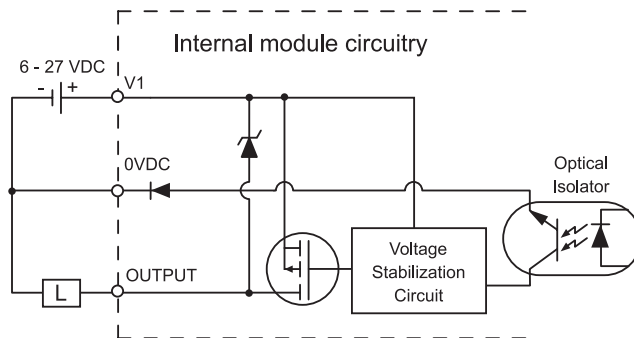 Internal module circuitry
6 - 27 VDC
- +
V1
0VDC
Optical
Isolator
Voltage
Stabilization
Circuit
OUTPUT
L